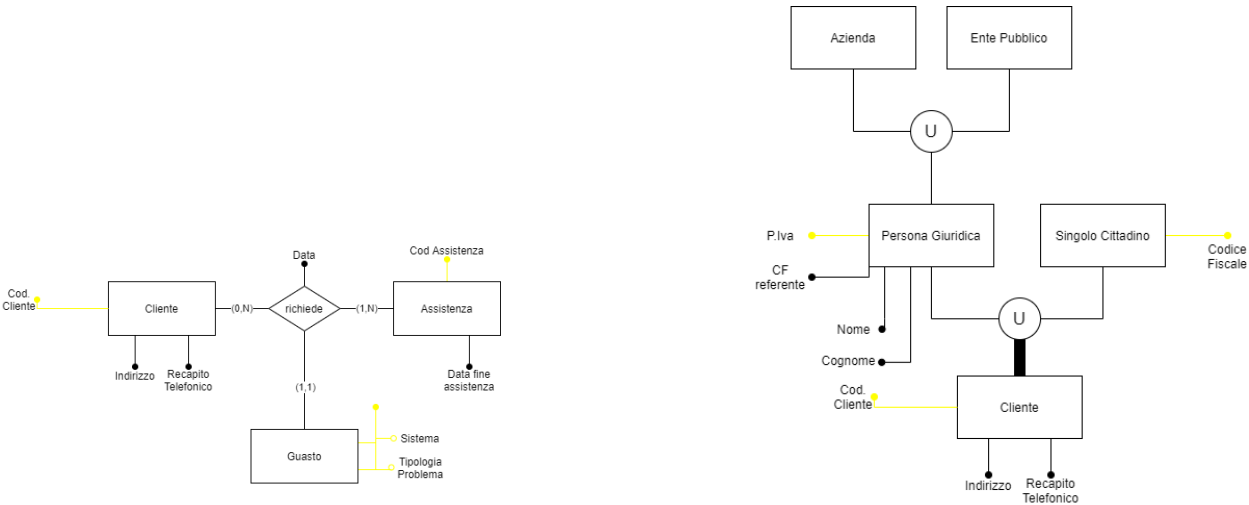 Azienda
Ente Pubblico
U
P.Iva
Persona Giuridica
Singolo Cittadino
Codice
Fiscale
CF
referente
Nome
U
Cognome
Cod.
Cliente
Cliente
Indirizzo
Recapito
Telefonico
Data
Cod Assistenza
Cod.
Cliente
Cliente
(0,N)
richiede
(1,N)
Assistenza
Indirizzo
Recapito
Telefonico
(1,1)
Data fine
assistenza
Guasto
Sistema
Tipologia
Problema